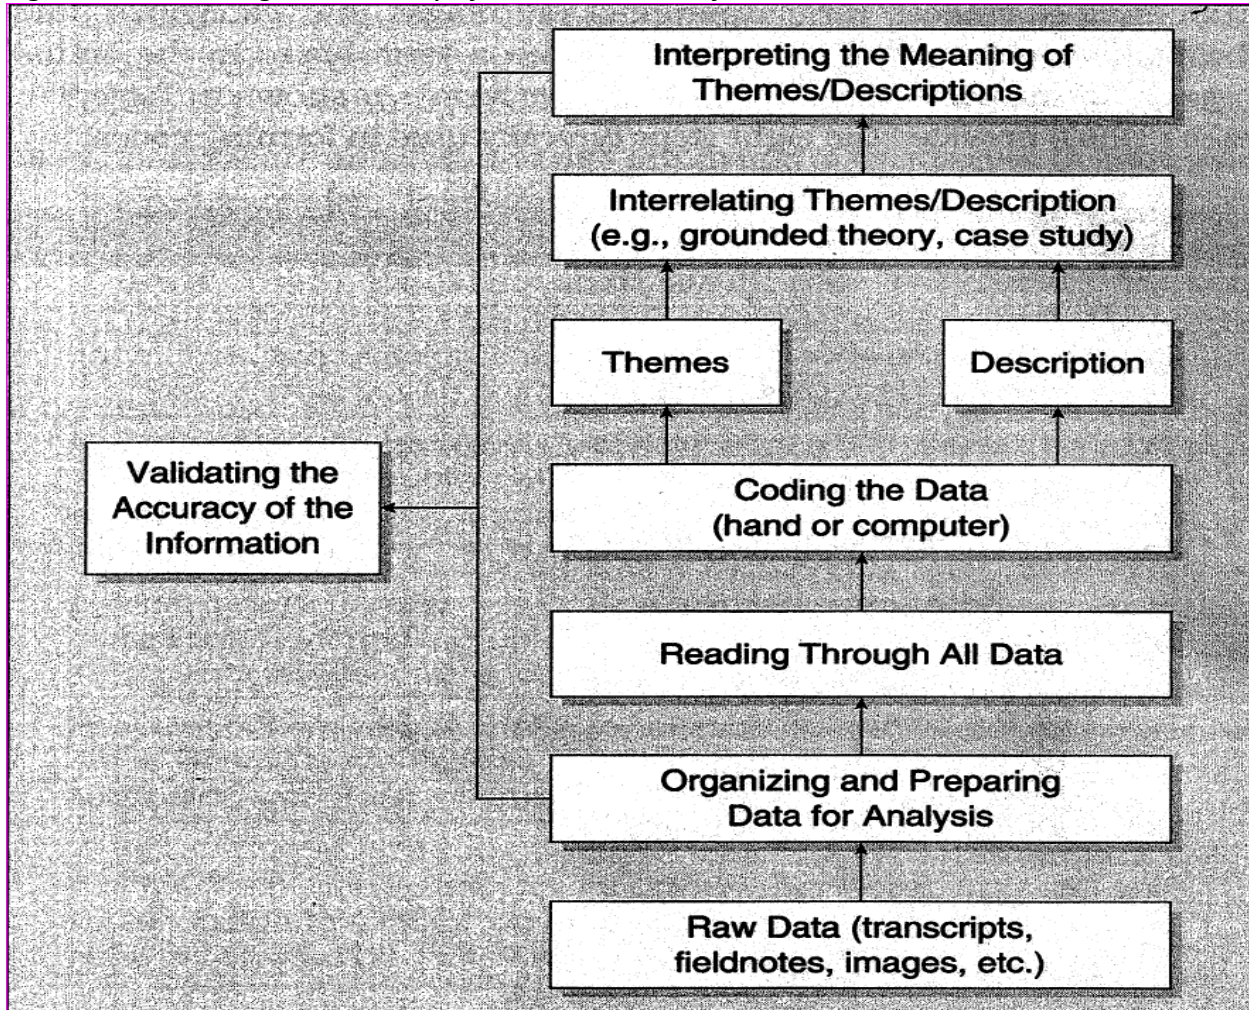 Interpreting the Meaning of
Themes/Descriptions
Interrelating Themes/Description
(e.g., grounded theory, case study)
Themes
Description
Validating the
Accuracy of the
Information
Coding the Data
(hand or computer)
Reading Through All Data
Organizing and Preparing
Data for Analysis
Raw Data (transcripts,
fieldnotes, images, etc.)